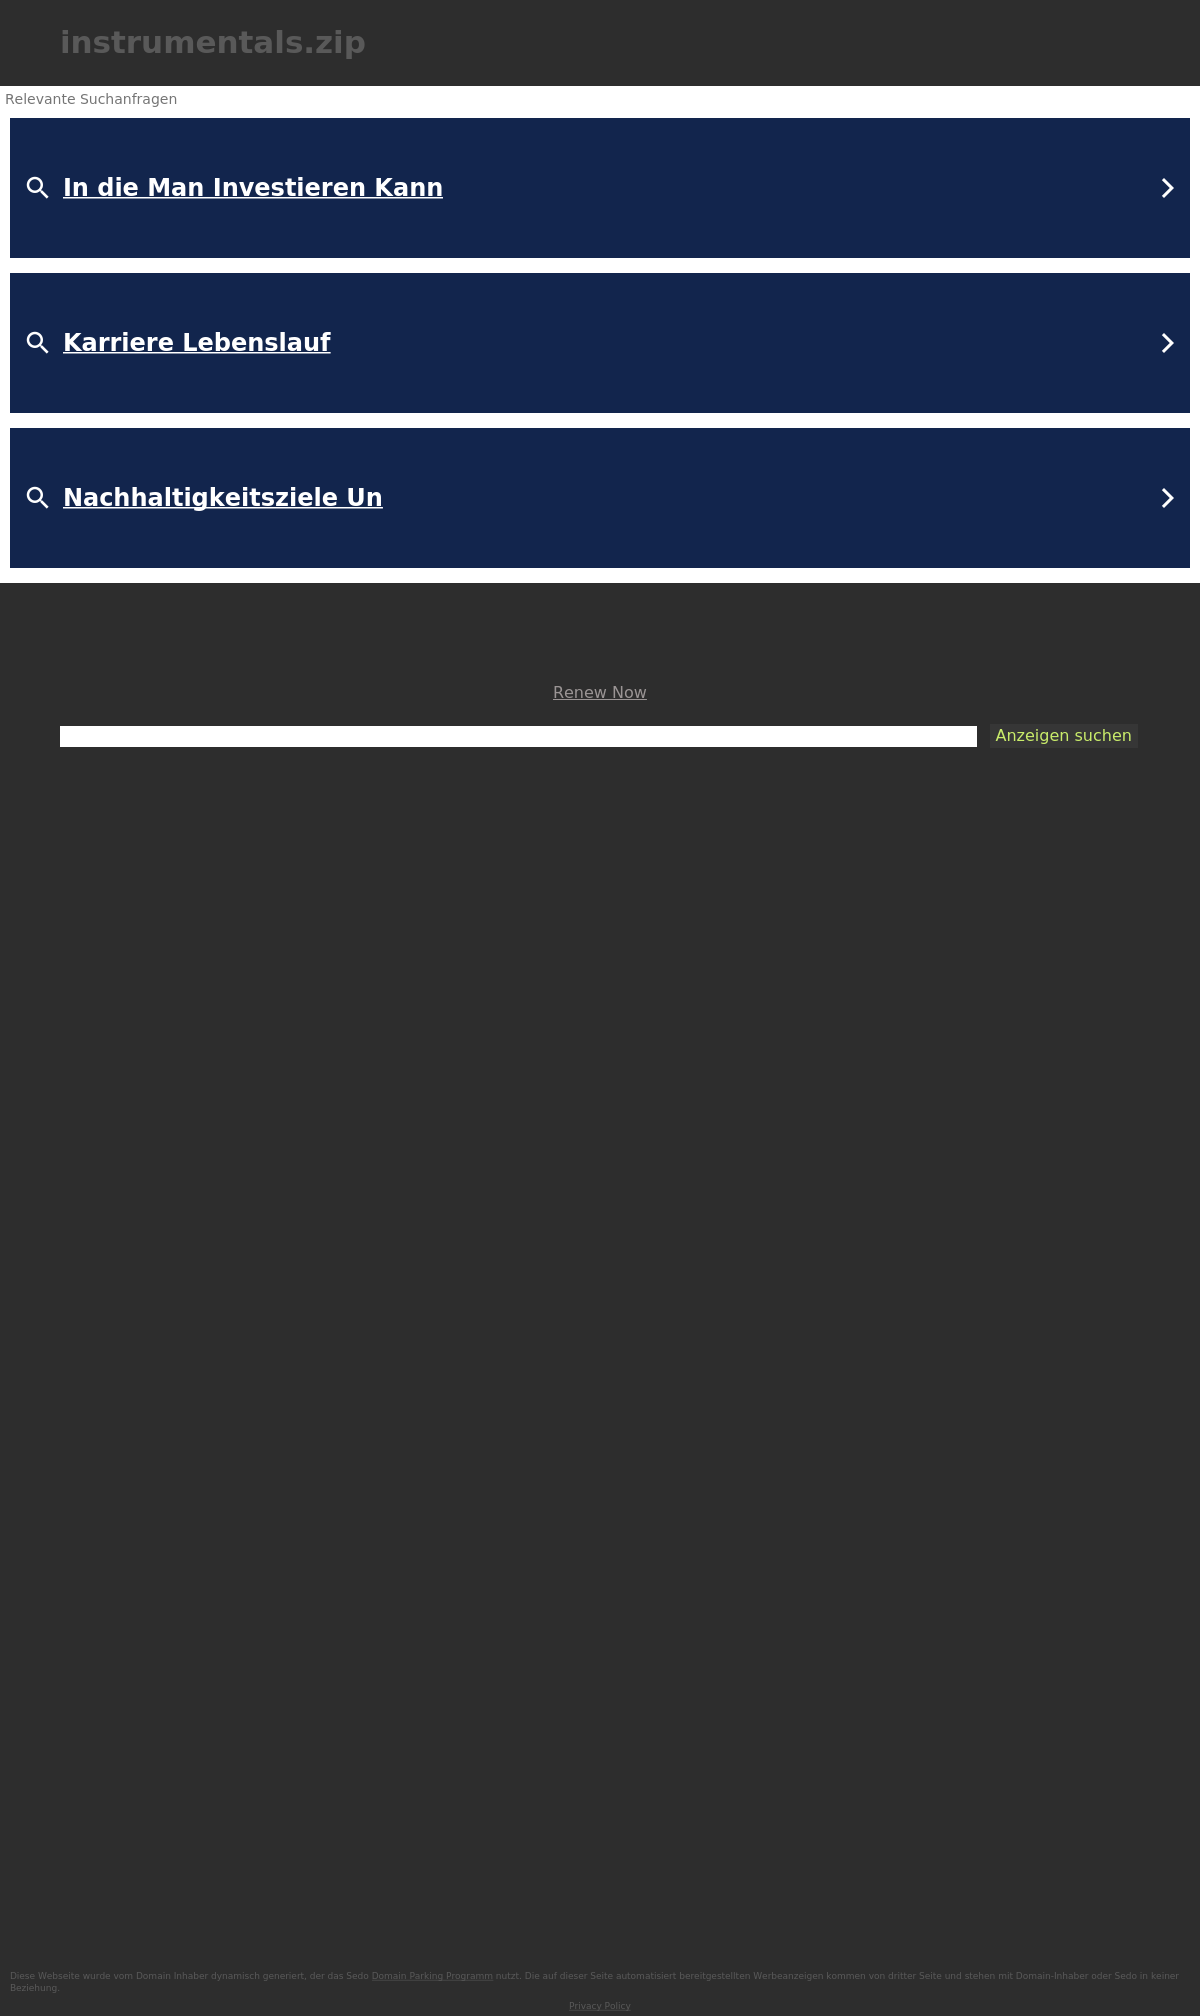 instrumentals.zip
Relevante Suchanfragen
In die Man Investieren Kann
Karriere Lebenslauf
Nachhaltigkeitsziele Un
Renew Now
Anzeigen suchen
Diese Webseite wurde vom Domain Inhaber dynamisch generiert, der das Sedo Domain Parking Programm nutzt. Die auf dieser Seite automatisiert bereitgestellten Werbeanzeigen kommen von dritter Seite und stehen mit Domain-Inhaber oder Sedo in keiner
Beziehung.
Privacy Policy